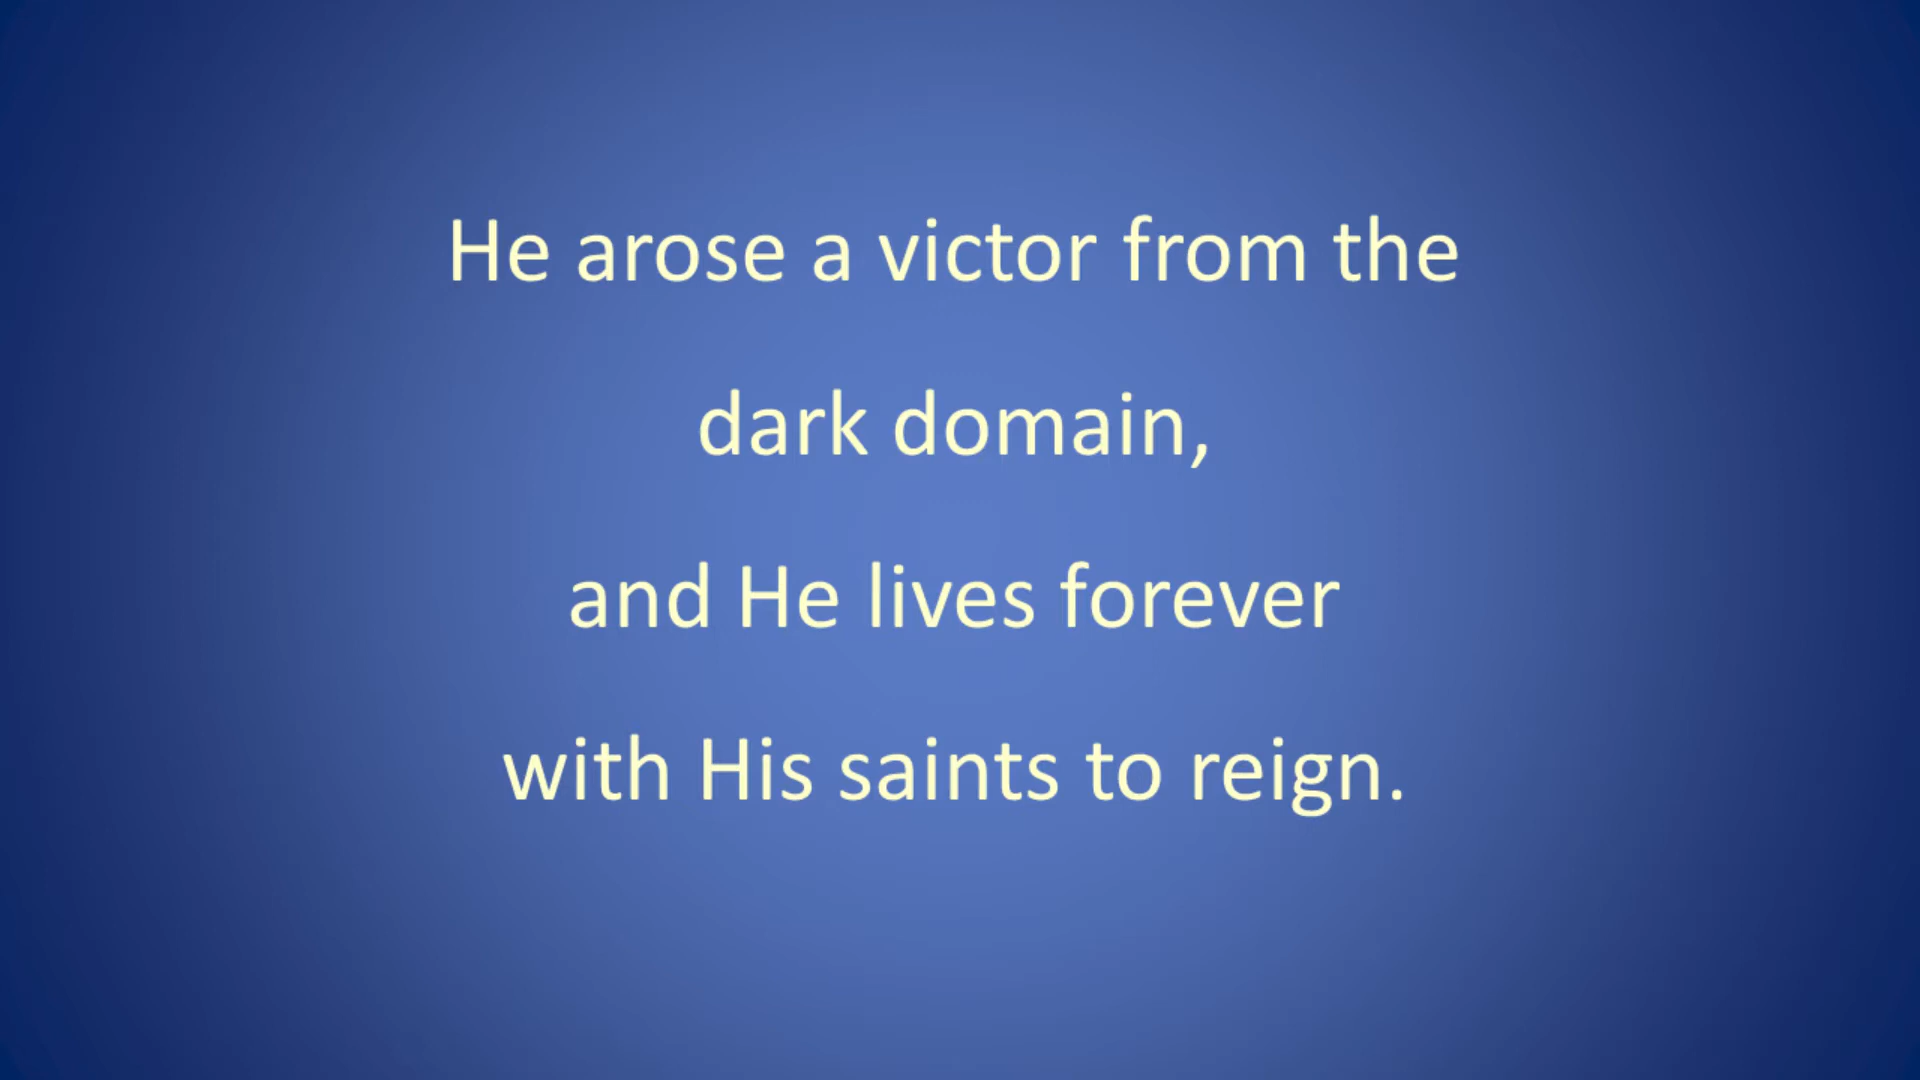 He arose a victor from the
dark domain,
and He lives forever
with His saints to reign.